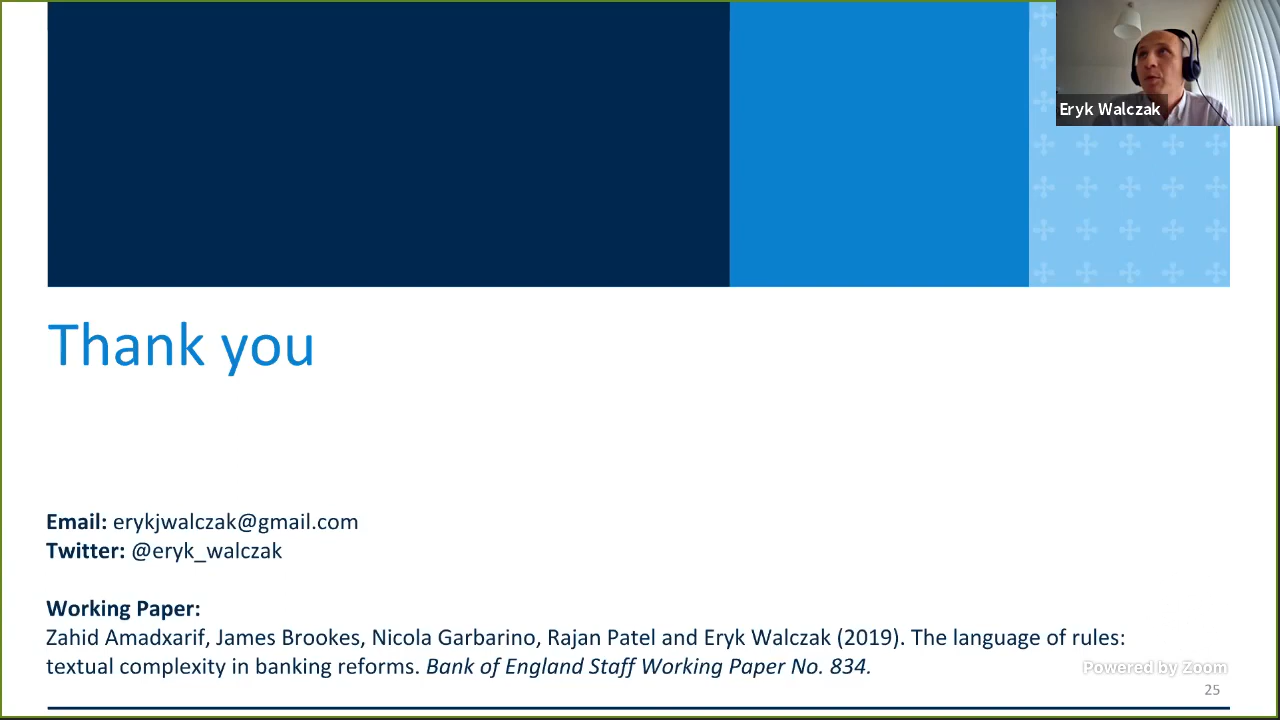 Eryk Walczak
Thank you
Email: erykjwalczak@gmail.com
Twitter: @eryk_walczak
Working Paper:
Zahid Amadxarif, James Brookes, Nicola Garbarino, Rajan Patel and Eryk Walczak (2019). The language of rules:
textual complexity in banking reforms. Bank of England Staff Working Paper No. 834.
Powered by Zoom
25